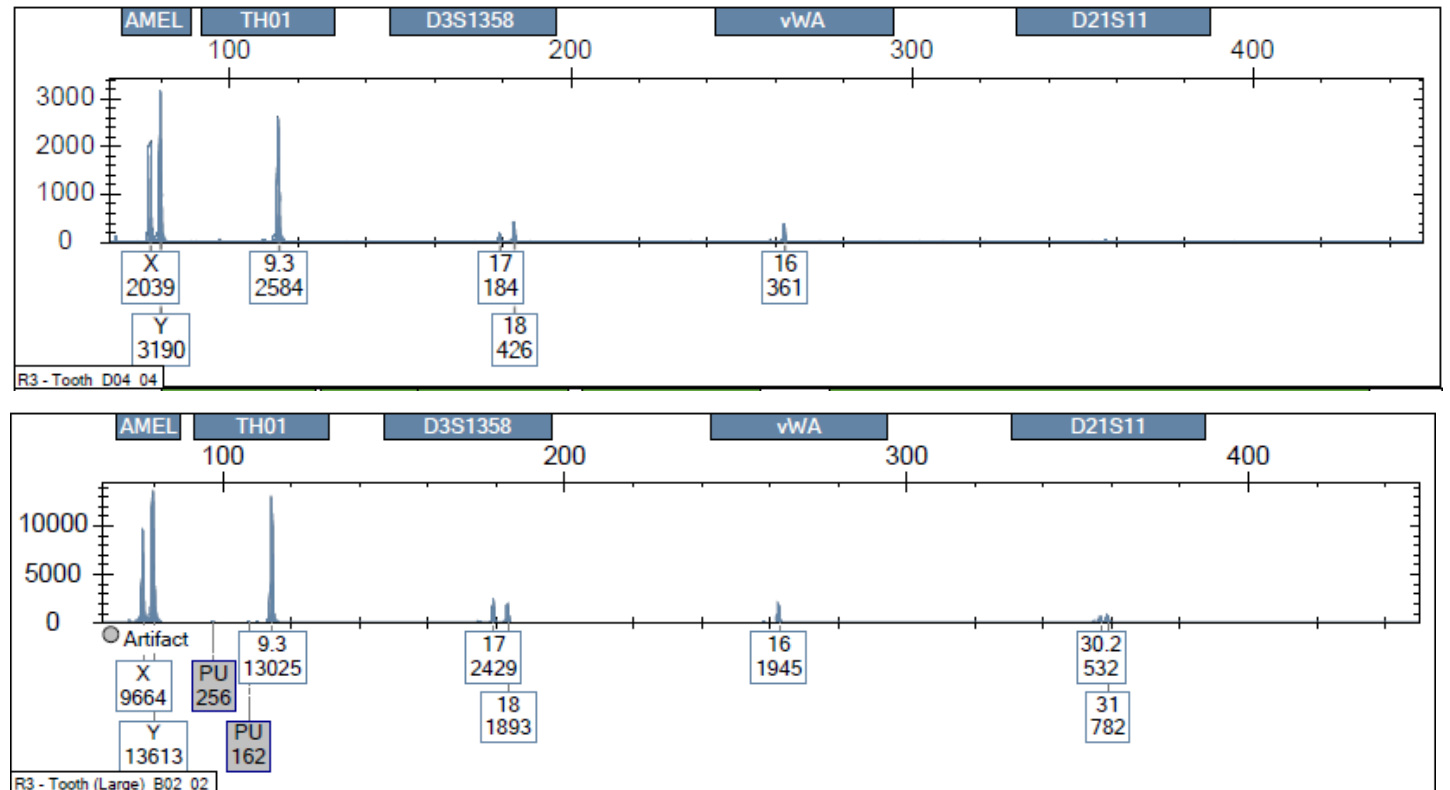 AMEL TH01 D3S1358 vWA D21S11
100 200 300 400
3000
2000
1000
0
X 9.3 17 16
2039 2584 184 361
Y 18
3190 426
R3 - Tooth D04 04
AMEL TH01 D3S1358 vWA D21S11
100 200 300 400
10000
5000
0
Artifact
9.3 17 16 30.2
13025 2429 1945 532
X PU
9664 256
18 31
1893 782
Y PU
13613 162
R3 - Tooth (Large) B02 02